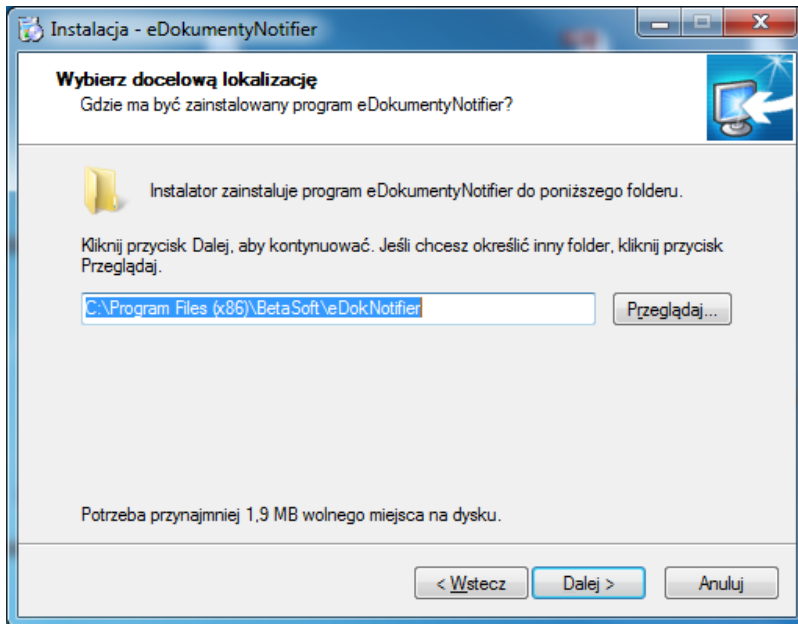 Instalacja - eDokumentyNotifier
Wybierz docelową lokalizację
Gdzie ma być zainstalowany program eDokumentyNotifier?
Instalator zainstaluje program eDokumentyNotifier do poniższego folderu.
Kliknij przycisk Dalej, aby kontynuować. Jeśli chcesz określić inny folder, kliknij przycisk
Przeglądaj.
C:\Program Files (x86)\BetaSoft\eDokNotifier
Przeglądaj...
Potrzeba przynajmniej 1,9 MB wolnego miejsca na dysku.
< Wstecz
Dalej >
Anuluj